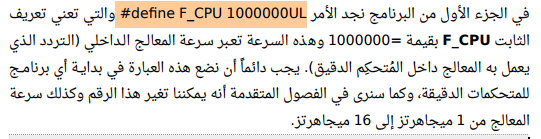 في الجزء الأول من البرنامج نجد الأمر #define F_CPU 1000000UL والتي تعني تعريف
الثابت F_CPU بقيمة =1000000 وهذه السرعة تعبر سرعة المعالج الداخلي (التردد الذي
يعمل به المعالج داخل المُتحكِم الدقيق). يجب دائماً أن نضع هذه العبارة في بداية أي برنامج
للمتحكمات الدقيقة، وكما سنرى في الفصول المتقدمة أنه يمكننا تغير هذا الرقم وكذلك سرعة
المعالج من 1 ميجاهرتز إلى 16 ميجاهرتز.